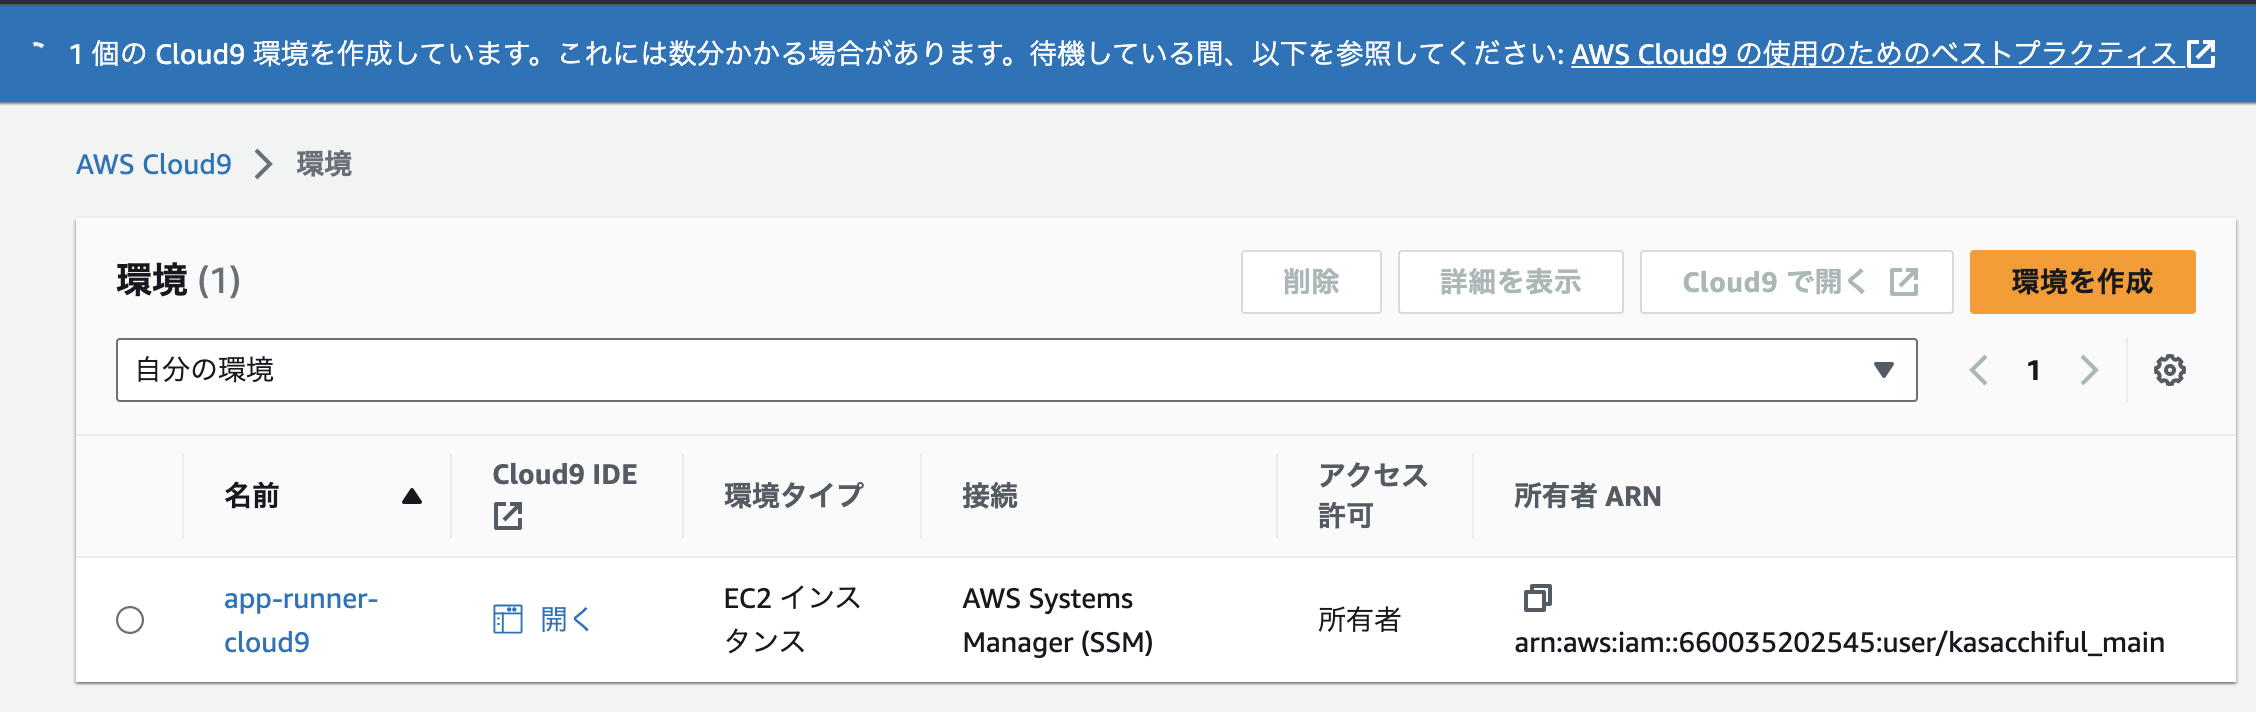 1 個の Cloud9 環境を作成しています。これには数分かかる場合があります。待機している間、以下を参照してください: AWS Cloud9 の使用のためのベストプラクティス
AWS Cloud9 > 環境
環境 (1)
削除
詳細を表示
Cloud9 で開く
環境を作成
自分の環境
1
名前
Cloud9 IDE
環境タイプ
接続
アクセス
許可
所有者 ARN
app-runner-
cloud9
開く
EC2 インス
タンス
AWS Systems
Manager (SSM)
所有者
arn:aws:iam::660035202545:user/kasacchiful_main